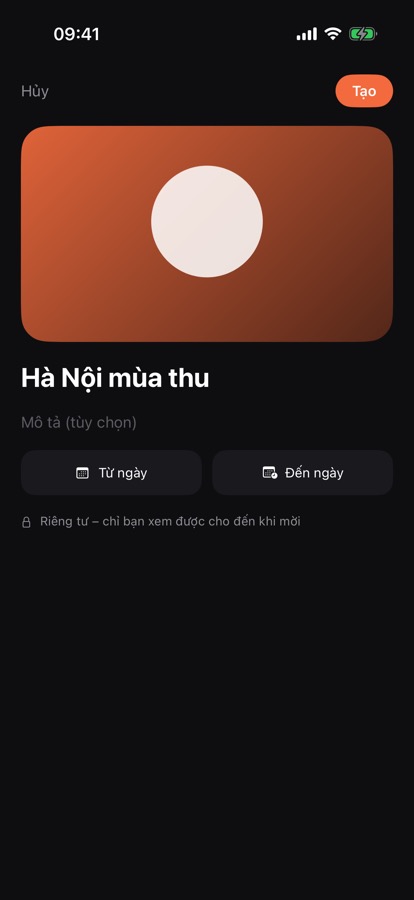 09:41
Hủy
Tạo
Hà Nội mùa thu
Mô tả (tùy chọn)
Từ ngày
Đến ngày
Riêng tư – chỉ bạn xem được cho đến khi mời